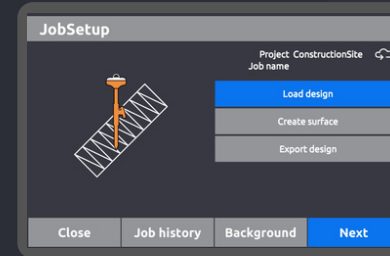 JobSetup
Project ConstructionSite
Job name
Load design
Create surface
Export design
Close
Job history
Background
Next